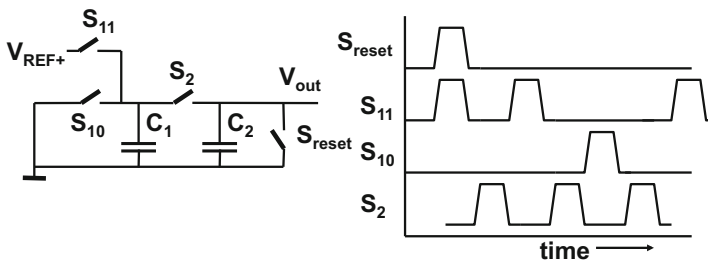 S11
VREF+
S2
Vout
S10
C1
C2
Sreset
Sreset
S11
S10
S2
time